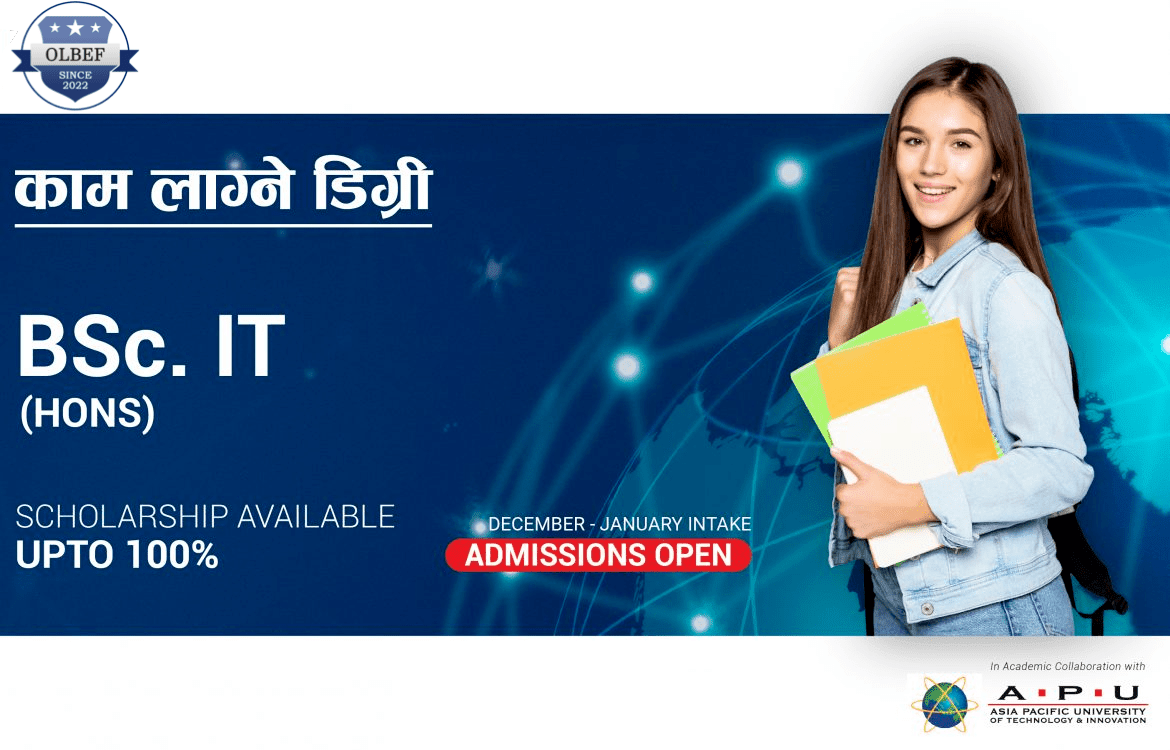 OLBEF
SINCE
2022
काम लाग्ने डिग्री
BSc. IT
(HONS)
SCHOLARSHIP AVAILABLE
UPTO 100%
DECEMBER - JANUARY INTAKE
ADMISSIONS OPEN
In Academic Collaboration with
A·P·U
ASIA PACIFIC UNIVERSITY
OF TECHNOLOGY & INNOVATION